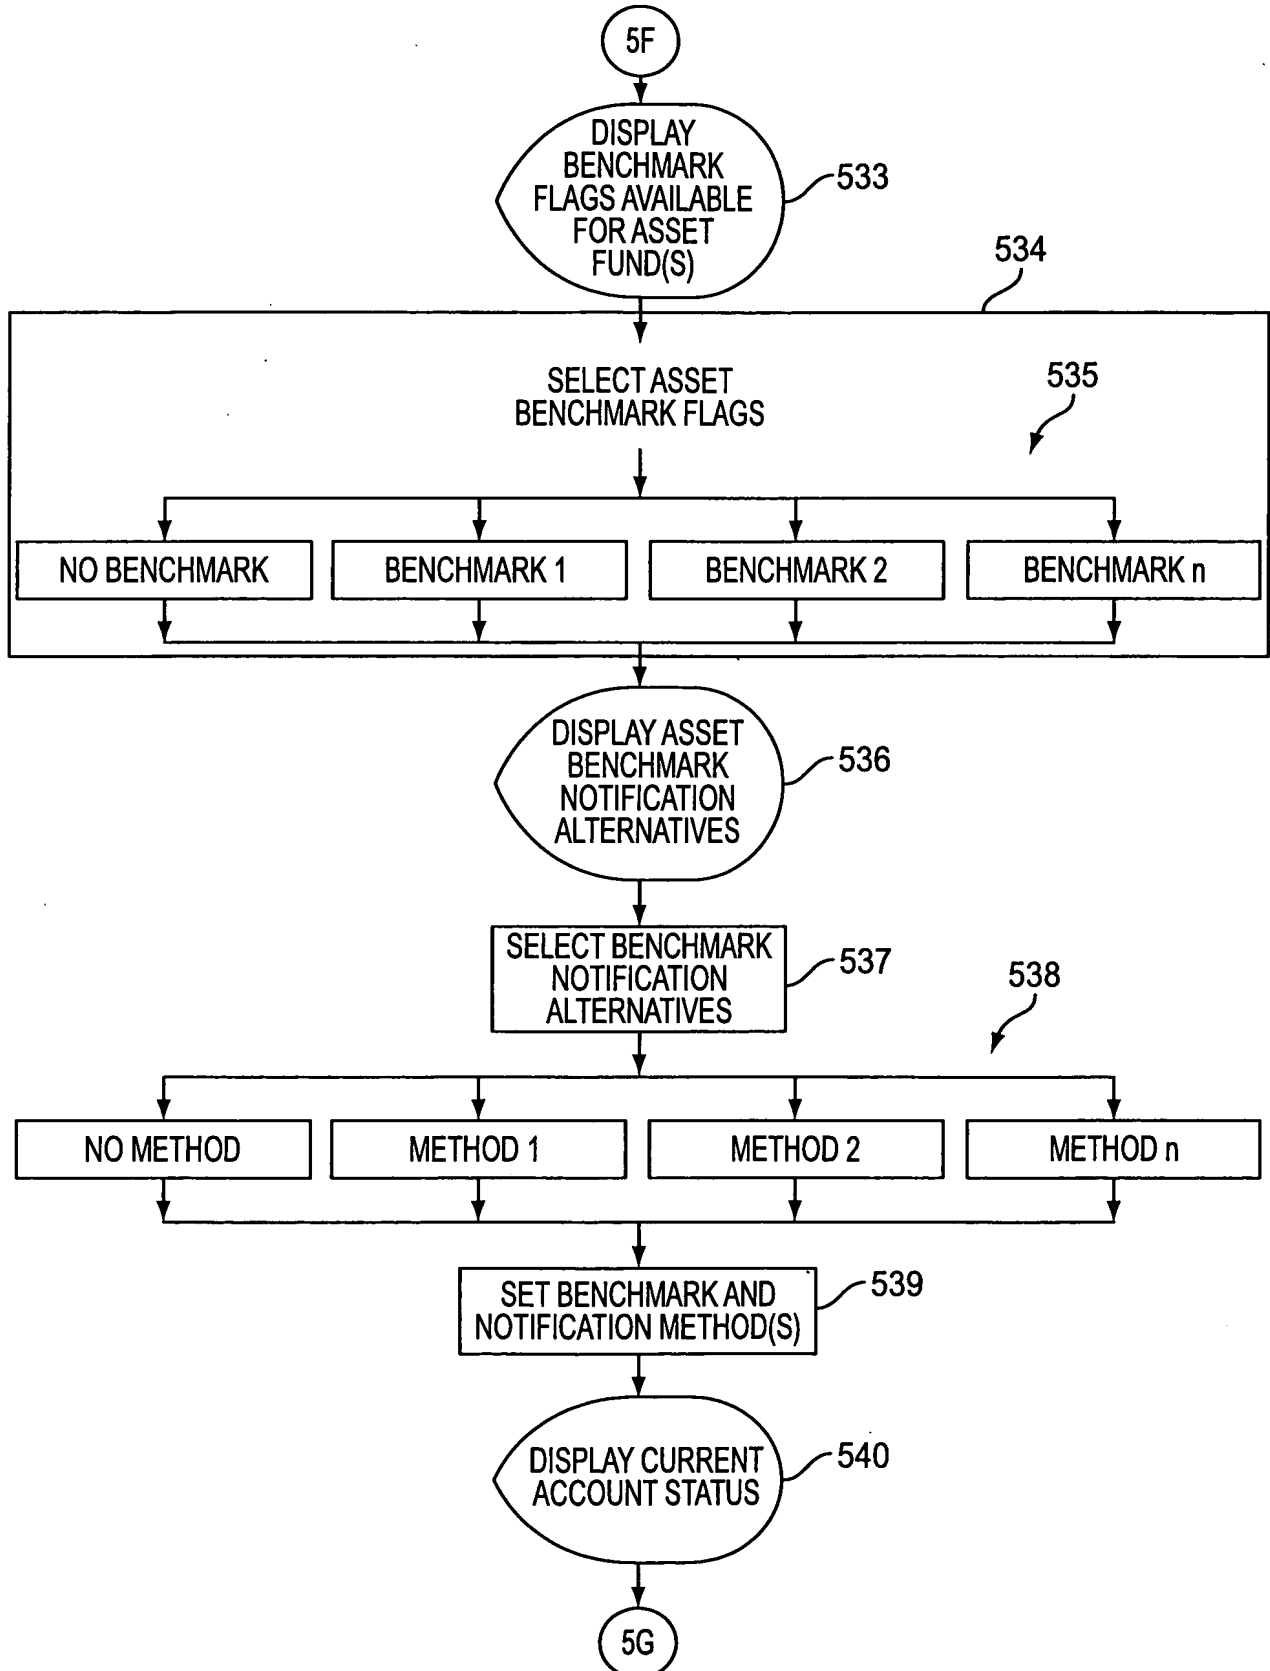 5F
DISPLAY
BENCHMARK
FLAGS AVAILABLE
FOR ASSET
FUND(S)
533
534
SELECT ASSET
BENCHMARK FLAGS
535
NO BENCHMARK
BENCHMARK 1
BENCHMARK 2
BENCHMARK n
DISPLAY ASSET
BENCHMARK
NOTIFICATION
ALTERNATIVES
536
SELECT BENCHMARK
NOTIFICATION
ALTERNATIVES
537
538
NO METHOD
METHOD 1
METHOD 2
METHOD n
SET BENCHMARK AND
NOTIFICATION METHOD(S)
539
DISPLAY CURRENT
ACCOUNT STATUS
540
5G